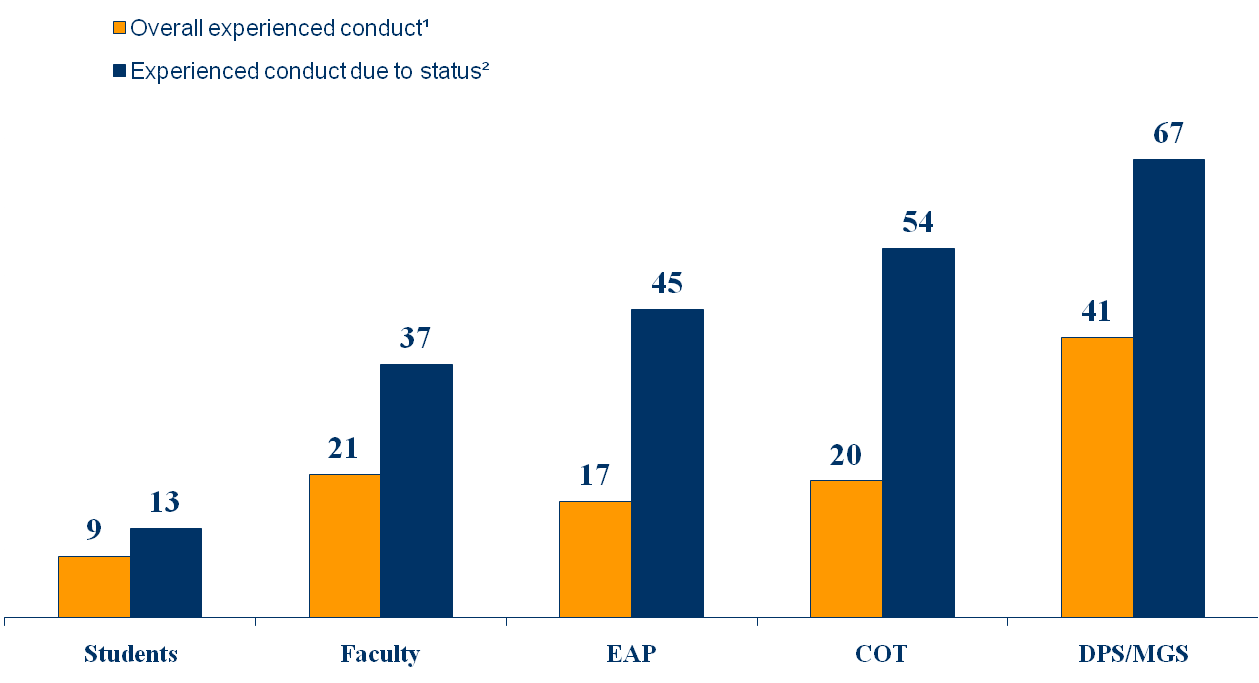 Overall experienced conduct¹
Experienced conduct due to status²
9
13
21
37
17
45
20
54
41
67
Students
Faculty
EAP
COT
DPS/MGS